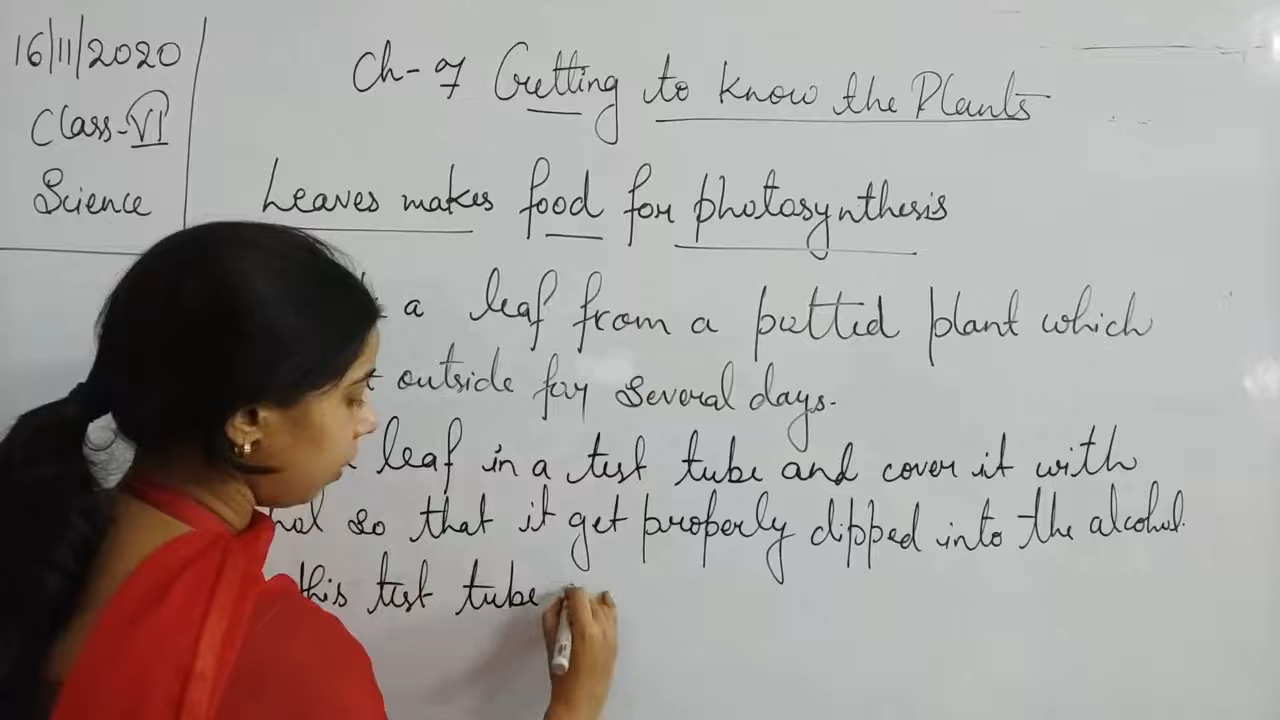 16/11/2020
Class-VI
Science
Ch-7 Getting to know the Plants
Leaves makes food for photosynthesis
a leaf from a potted plant which
outside for several days.
leaf in a test tube and cover it with
so that it get properly dipped into the alcohol.
this test tube